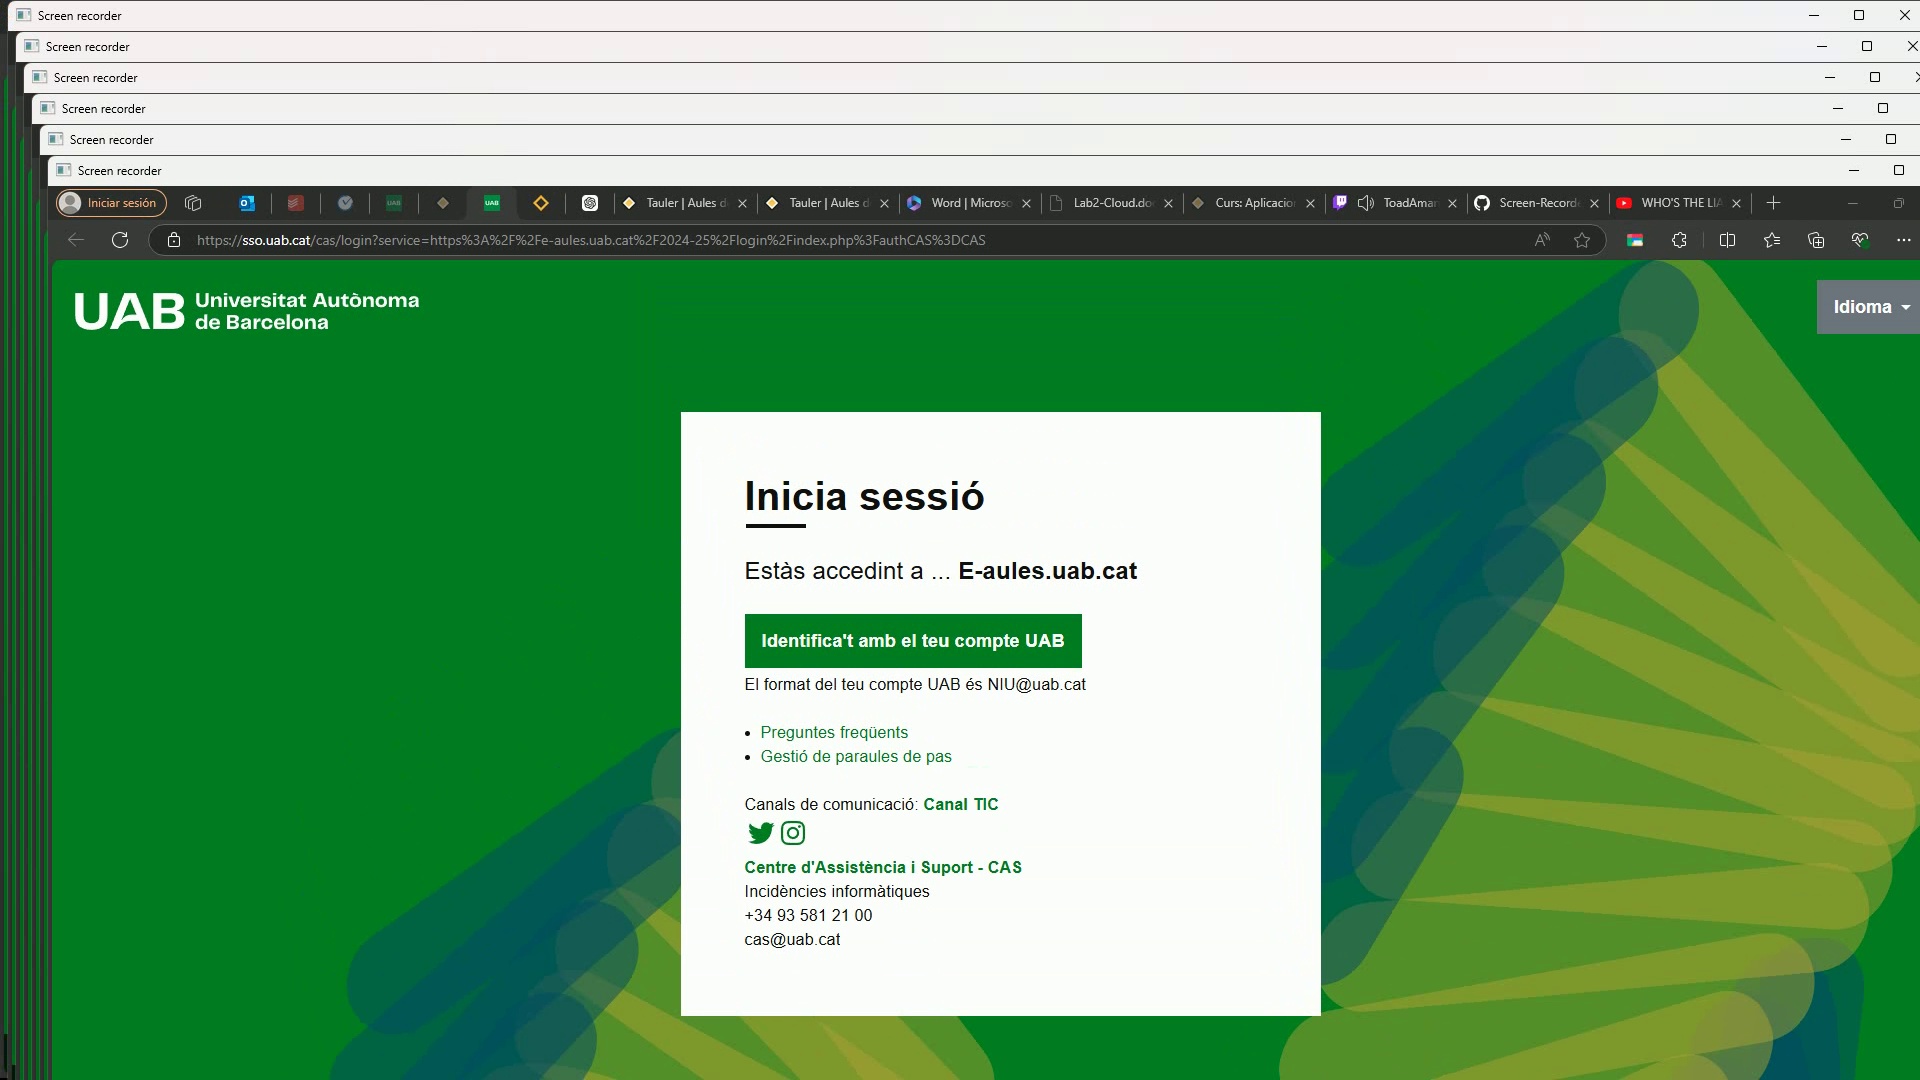 Screen recorder
Screen recorder
Screen recorder
Screen recorder
Screen recorder
Screen recorder
Iniciar sesión
UAB
UAB
Tauler | Aules d
Tauler | Aules d
Word | Microso
Lab2-Cloud.do
Curs: Aplicacio
ToadAmar
Screen-Record
WHO'S THE LIA
https://sso.uab.cat/cas/login?service=https%3A%2F%2Fe-aules.uab.cat%2F2024-25%2Flogin%2Findex.php%3FauthCAS%3DCAS
UAB Universitat Autònoma
de Barcelona
Idioma
Inicia sessió
Estàs accedint a ... E-aules.uab.cat
Identifica't amb el teu compte UAB
El format del teu compte UAB és NIU@uab.cat
Preguntes freqüents
Gestió de paraules de pas
Canals de comunicació: Canal TIC
Centre d'Assistència i Suport - CAS
Incidències informàtiques
+34 93 581 21 00
cas@uab.cat